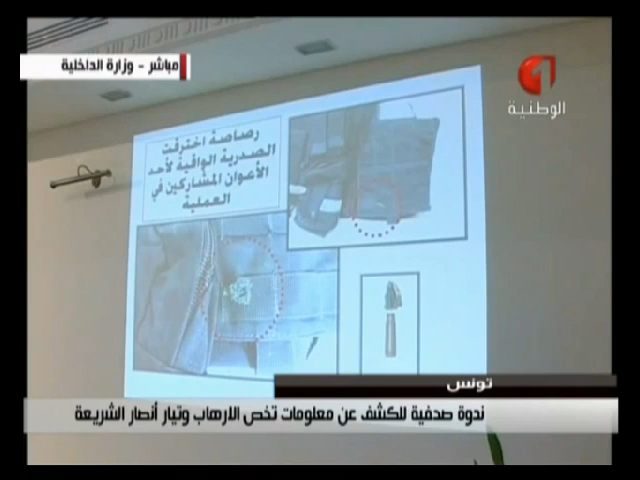 مباشر - وزارة الداخلية
1
الوطنية
رصاصة اخترقت
الصدرية الواقية لأحد
الأعوان المشاركين في
العملية
تونس
ندوة صحفية للكشف عن معلومات تخص الارهاب وتيار أنصار الشريعة